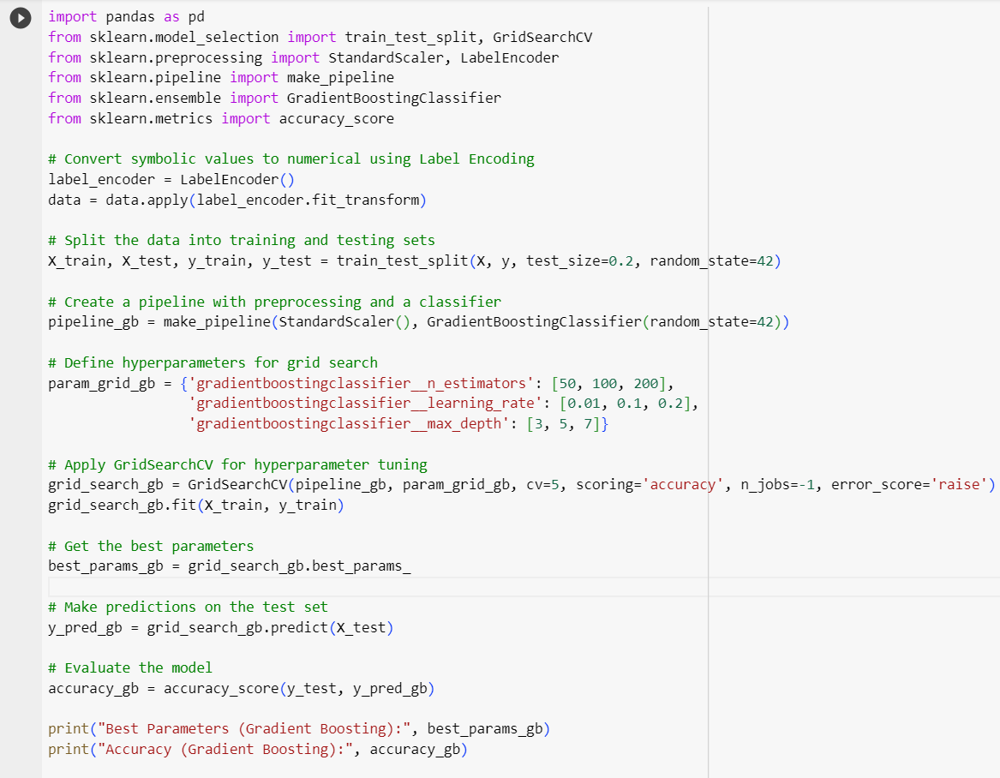 import pandas as pd
from sklearn.model_selection import train_test_split, GridSearchCV
from sklearn.preprocessing import StandardScaler, LabelEncoder
from sklearn.pipeline import make_pipeline
from sklearn.ensemble import GradientBoostingClassifier
from sklearn.metrics import accuracy_score
# Convert symbolic values to numerical using Label Encoding
label_encoder = LabelEncoder()
data = data.apply(label_encoder.fit_transform)
# Split the data into training and testing sets
X_train, X_test, y_train, y_test = train_test_split(X, y, test_size=0.2, random_state=42)
# Create a pipeline with preprocessing and a classifier
pipeline_gb = make_pipeline(StandardScaler(), GradientBoostingClassifier(random_state=42))
# Define hyperparameters for grid search
param_grid_gb = {'gradientboostingclassifier__n_estimators': [50, 100, 200],
                 'gradientboostingclassifier__learning_rate': [0.01, 0.1, 0.2],
                 'gradientboostingclassifier__max_depth': [3, 5, 7]}
# Apply GridSearchCV for hyperparameter tuning
grid_search_gb = GridSearchCV(pipeline_gb, param_grid_gb, cv=5, scoring='accuracy', n_jobs=-1, error_score='raise')
grid_search_gb.fit(X_train, y_train)
# Get the best parameters
best_params_gb = grid_search_gb.best_params_
# Make predictions on the test set
y_pred_gb = grid_search_gb.predict(X_test)
# Evaluate the model
accuracy_gb = accuracy_score(y_test, y_pred_gb)
print("Best Parameters (Gradient Boosting):", best_params_gb)
print("Accuracy (Gradient Boosting):", accuracy_gb)